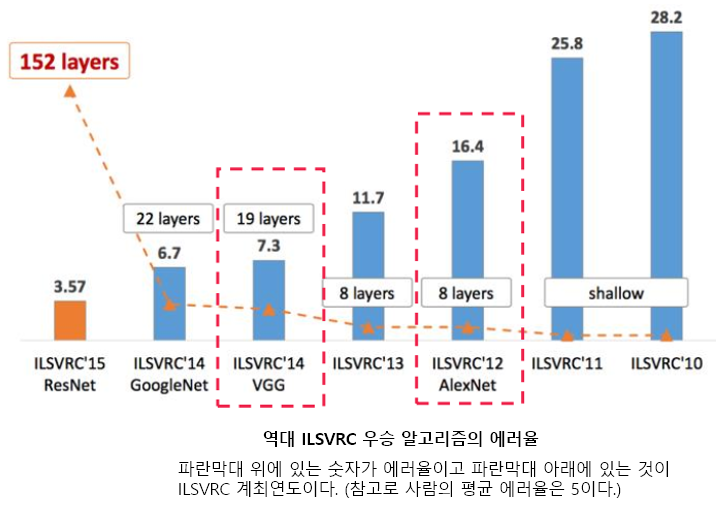 28.2
25.8
152 layers
16.4
11.7
22 layers
19 layers
6.7
7.3
3.57
8 layers
8 layers
shallow
ILSVRC'15
ResNet
ILSVRC'14
GoogleNet
ILSVRC'14
VGG
ILSVRC'13
ILSVRC'12
AlexNet
ILSVRC'11
ILSVRC'10
역대 ILSVRC 우승 알고리즘의 에러율
파란막대 위에 있는 숫자가 에러율이고 파란막대 아래에 있는 것이
ILSVRC 계최연도이다. (참고로 사람의 평균 에러율은 5이다.)